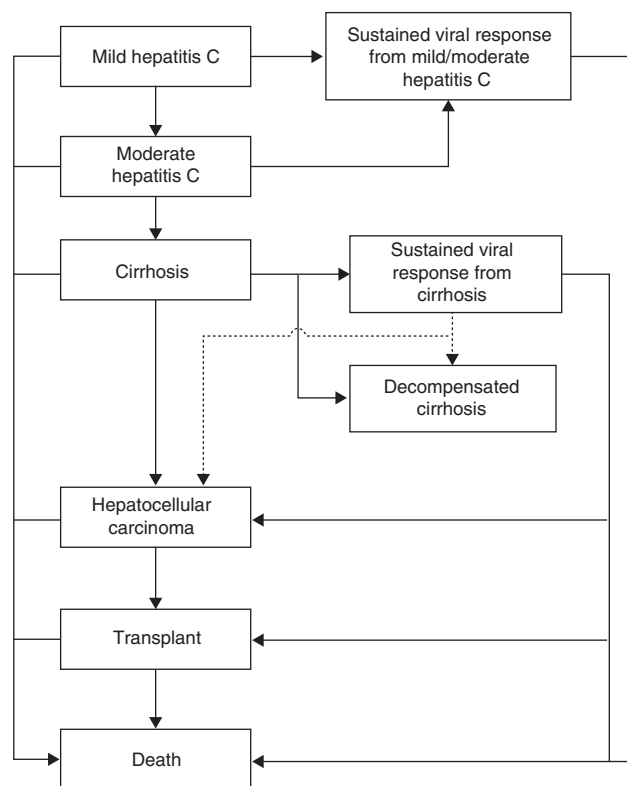 Mild hepatitis C
Sustained viral response
from mild/moderate
hepatitis C
Moderate
hepatitis C
Cirrhosis
Sustained viral
response from
cirrhosis
Decompensated
cirrhosis
Hepatocellular
carcinoma
Transplant
Death